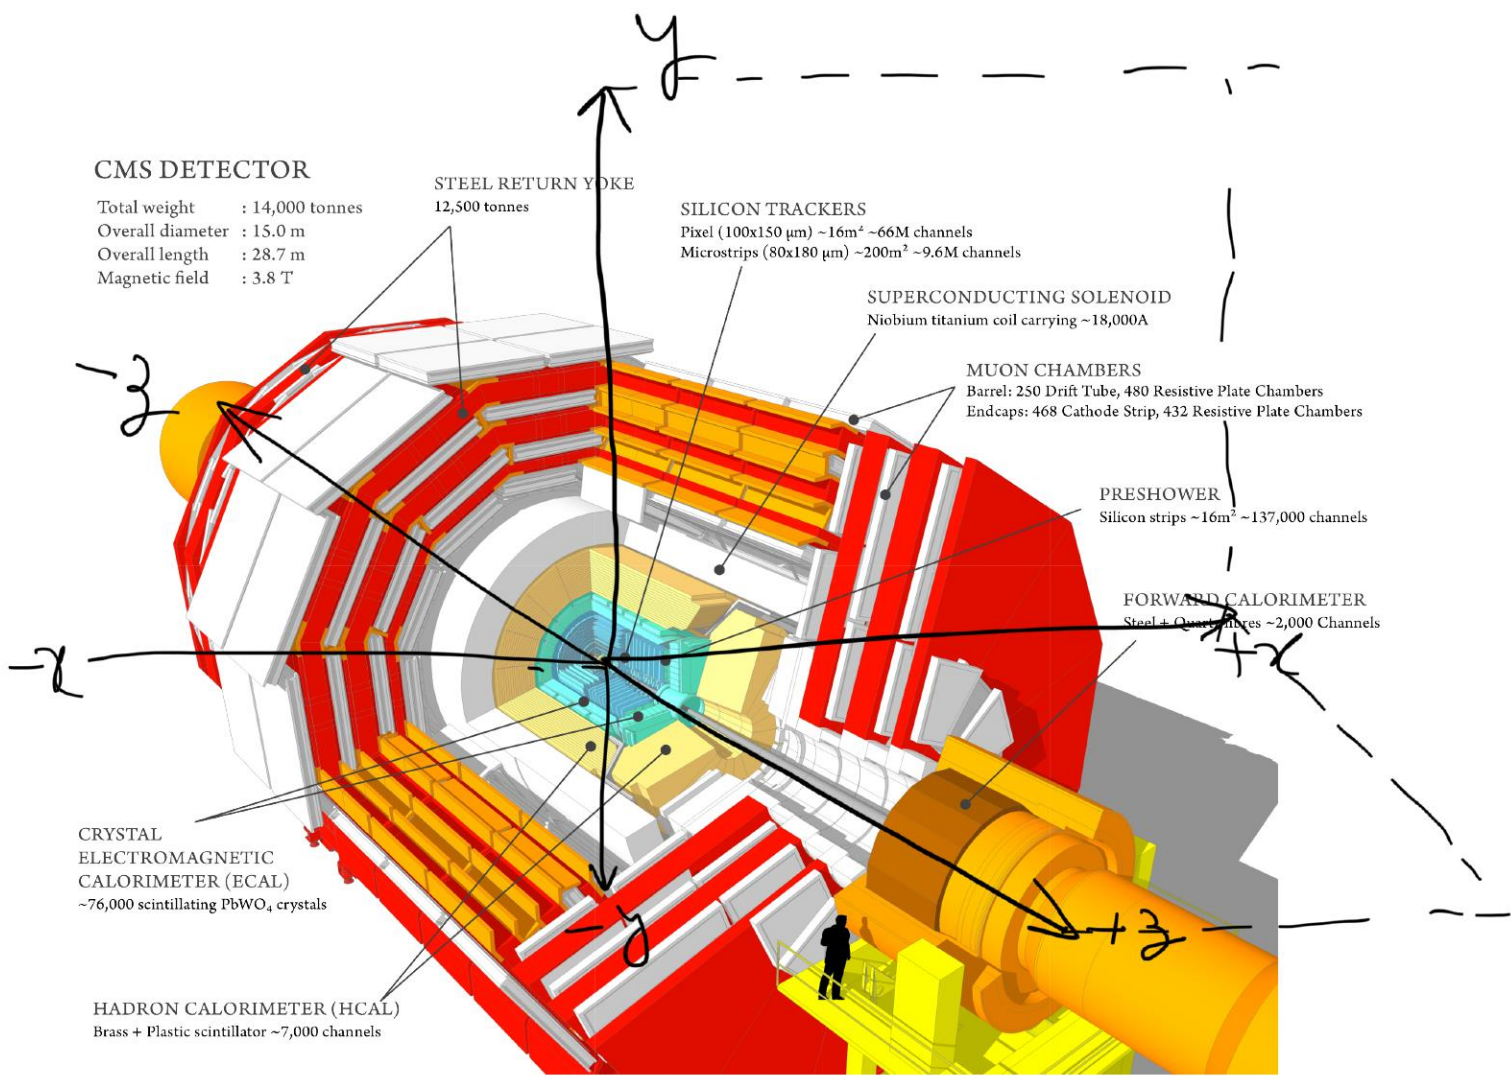 y
CMS DETECTOR
Total weight : 14,000 tonnes
Overall diameter : 15.0 m
Overall length : 28.7 m
Magnetic field : 3.8 T
STEEL RETURN YOKE
12,500 tonnes
SILICON TRACKERS
Pixel (100x150 μm) ~16m² ~66M channels
Microstrips (80x180 μm) ~200m² ~9.6M channels
SUPERCONDUCTING SOLENOID
Niobium titanium coil carrying ~18,000A
MUON CHAMBERS
Barrel: 250 Drift Tube, 480 Resistive Plate Chambers
Endcaps: 468 Cathode Strip, 432 Resistive Plate Chambers
-z
PRESHOWER
Silicon strips ~16m² ~137,000 channels
FORWARD CALORIMETER
Steel + Quartz fibres ~2,000 Channels
-x
+x
CRYSTAL
ELECTROMAGNETIC
CALORIMETER (ECAL)
~76,000 scintillating PbWO₄ crystals
-y
+z
HADRON CALORIMETER (HCAL)
Brass + Plastic scintillator ~7,000 channels